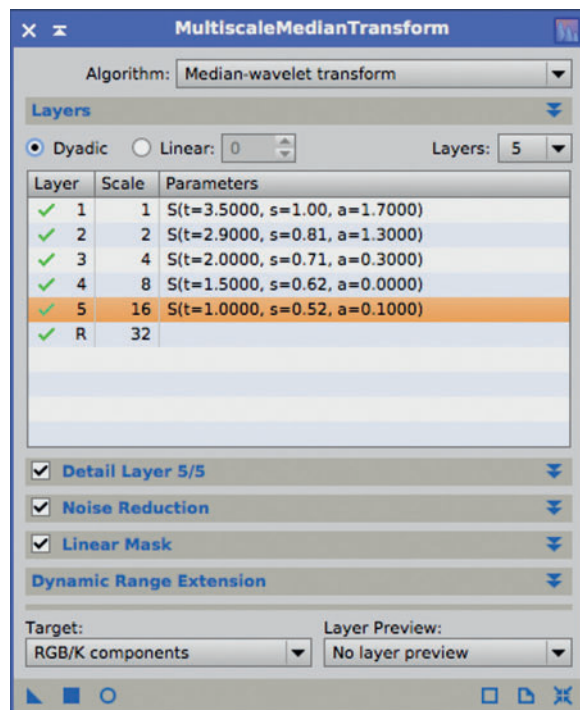 MultiscaleMedianTransform
Algorithm: Median-wavelet transform
Layers
Dyadic Linear: 0 Layers: 5
Layer Scale Parameters
1 1 S(t=3.5000, s=1.00, a=1.7000)
2 2 S(t=2.9000, s=0.81, a=1.3000)
3 4 S(t=2.0000, s=0.71, a=0.3000)
4 8 S(t=1.5000, s=0.62, a=0.0000)
5 16 S(t=1.0000, s=0.52, a=0.1000)
R 32
Detail Layer 5/5
Noise Reduction
Linear Mask
Dynamic Range Extension
Target: Layer Preview:
RGB/K components No layer preview